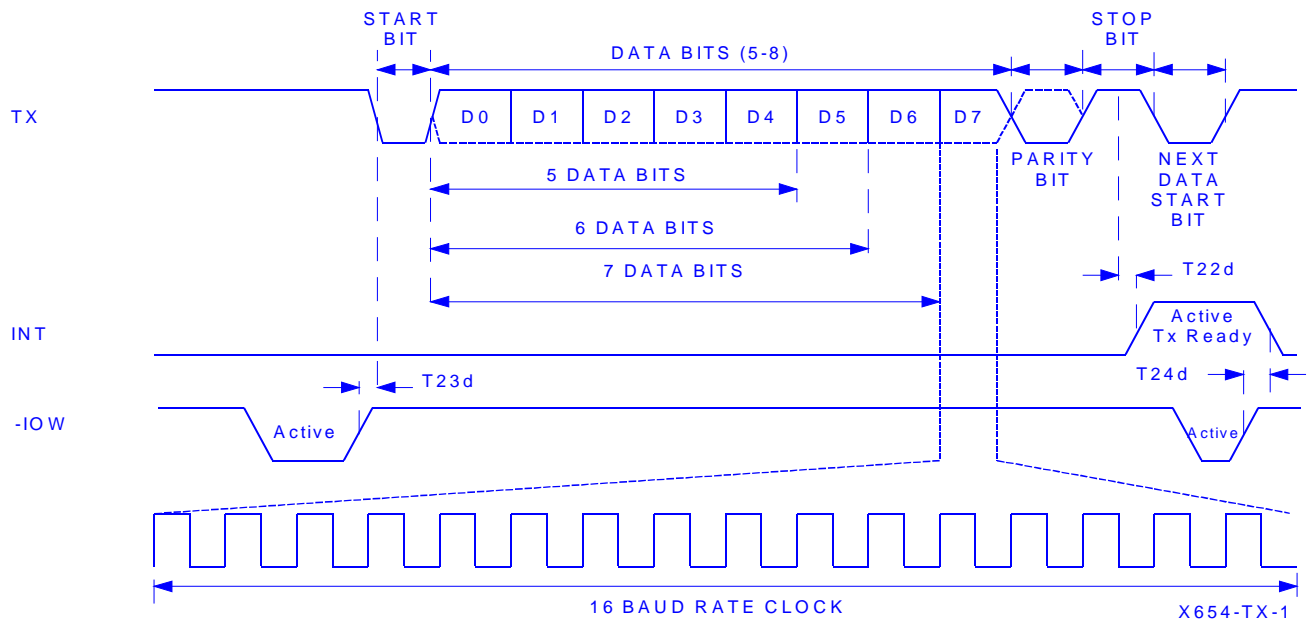 START
BIT
STOP
BIT
DATA BITS (5-8)
TX
D0 D1 D2 D3 D4 D5 D6 D7
PARITY
BIT
NEXT
DATA
START
BIT
5 DATA BITS
6 DATA BITS
7 DATA BITS
T22d
INT
Active
Tx Ready
T23d
T24d
-IOW
Active
Active
16 BAUD RATE CLOCK
X654-TX-1